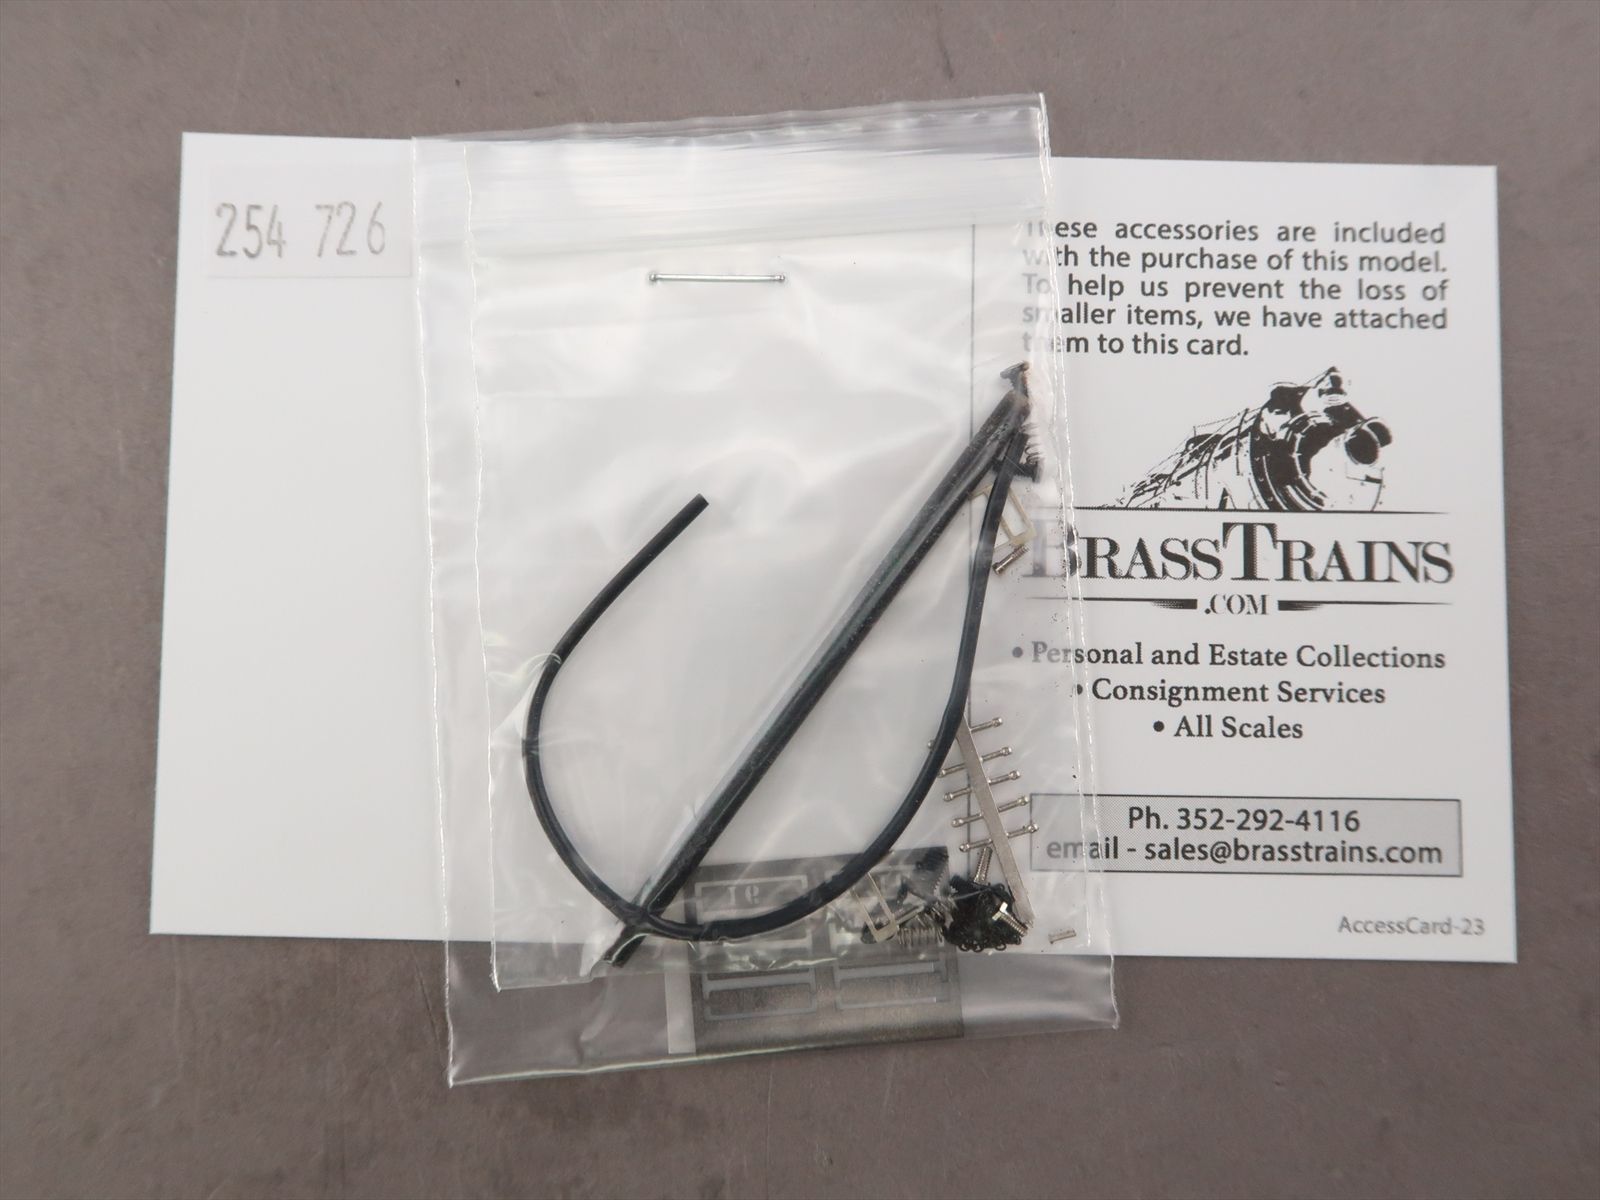 254 726
These accessories are included
with the purchase of this model.
To help us prevent the loss of
smaller items, we have attached
them to this card.
BRASSTRAINS
.COM
• Personal and Estate Collections
• Consignment Services
• All Scales
Ph. 352-292-4116
email - sales@brasstrains.com
AccessCard-23